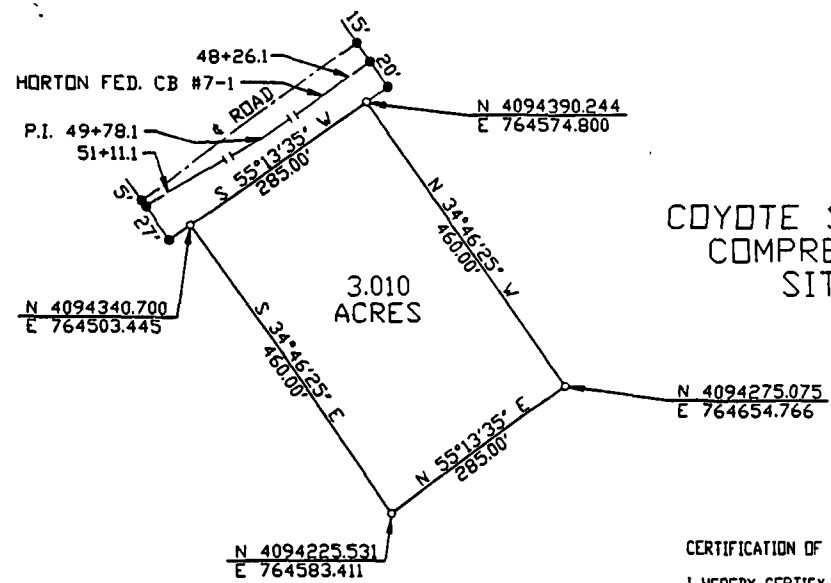 15'
48+26.1
20'
HORTON FED. CB #7-1
℄ ROAD
N 4094390.244
E 764574.800
P.I. 49+78.1
51+11.1
S 55°13'35" W
285.00'
5'
27'
N 34°46'25" W
460.00'
COYOTE
COMPRE
SIT
3.010
ACRES
N 4094340.700
E 764503.445
S 34°46'25" E
460.00'
N 4094275.075
E 764654.766
N 55°13'35" E
285.00'
N 4094225.531
E 764583.411
CERTIFICATION OF
I HEREBY CERTIFY